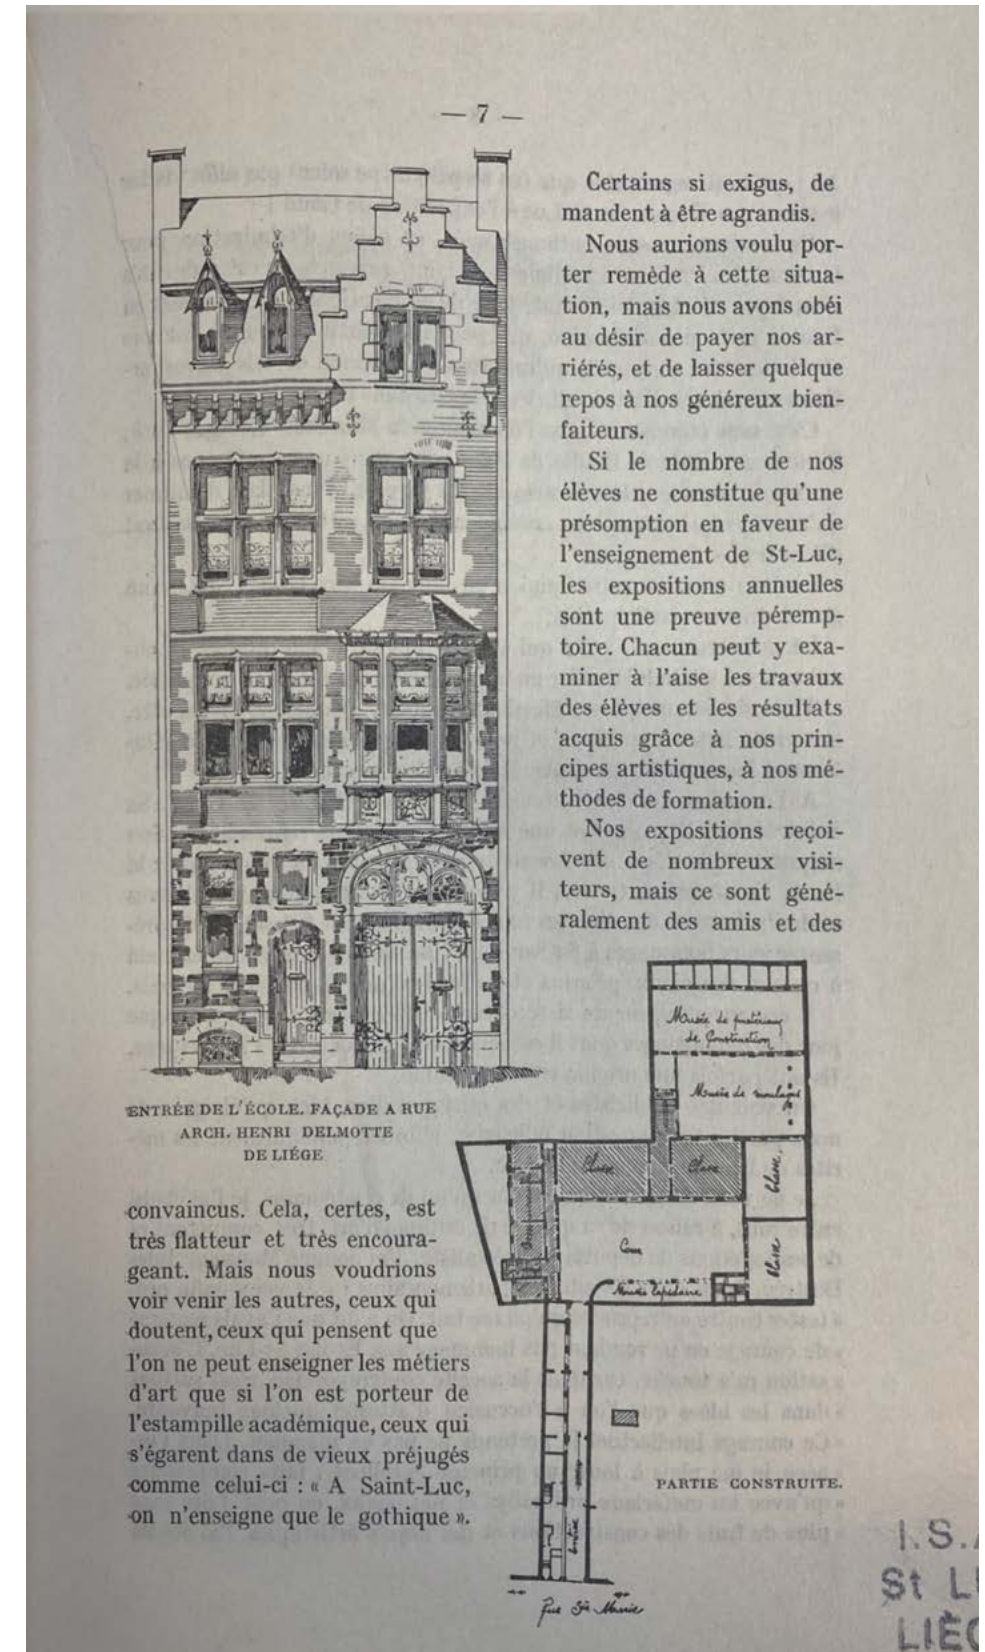 — 7 —
Certains si exigus, de
mandent à être agrandis.
Nous aurions voulu por-
ter remède à cette situa-
tion, mais nous avons obéi
au désir de payer nos ar-
riérés, et de laisser quelque
repos à nos généreux bien-
faiteurs.
Si le nombre de nos
élèves ne constitue qu'une
présomption en faveur de
l'enseignement de St-Luc,
les expositions annuelles
sont une preuve péremp-
toire. Chacun peut y exa-
miner à l'aise les travaux
des élèves et les résultats
acquis grâce à nos prin-
cipes artistiques, à nos mé-
thodes de formation.
Nos expositions reçoi-
vent de nombreux visi-
teurs, mais ce sont géné-
ralement des amis et des
ENTRÉE DE L'ÉCOLE. FAÇADE A RUE
ARCH. HENRI DELMOTTE
DE LIÉGE
convaincus. Cela, certes, est
très flatteur et très encoura-
geant. Mais nous voudrions
voir venir les autres, ceux qui
doutent, ceux qui pensent que
l'on ne peut enseigner les métiers
d'art que si l'on est porteur de
l'estampille académique, ceux qui
s'égarent dans de vieux préjugés
comme celui-ci : « A Saint-Luc,
on n'enseigne que le gothique ».
Musée de matériaux
de Construction
Musée de moulages
Classe
Classe
Classe
Classe
Cour
Musée lapidaire
PARTIE CONSTRUITE.
Rue Ste Marie
I.S.
St L
LIÈG